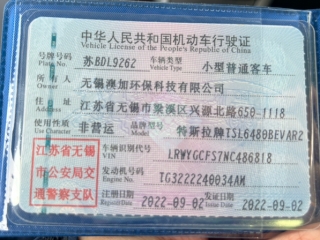 中华人民共和国机动车行驶证
Vehicle License of the People's Republic of China
号牌号码 苏BDL9262 车辆类型 小型普通客车
Plate No. Vehicle Type
所有人 无锡澳加环保科技有限公司
Owner
住址 江苏省无锡市梁溪区兴源北路650-1118
Address
使用性质 非营运 品牌型号 特斯拉牌TSL6480BEVAR2
江苏省无锡市公安局交通警察支队
车辆识别代号 LRWYGCFS7NC486818
VIN
发动机号码 TG3222240034AM
Engine No.
注册日期 2022-09-02 发证日期 2022-09-02
Register Date Issue Date